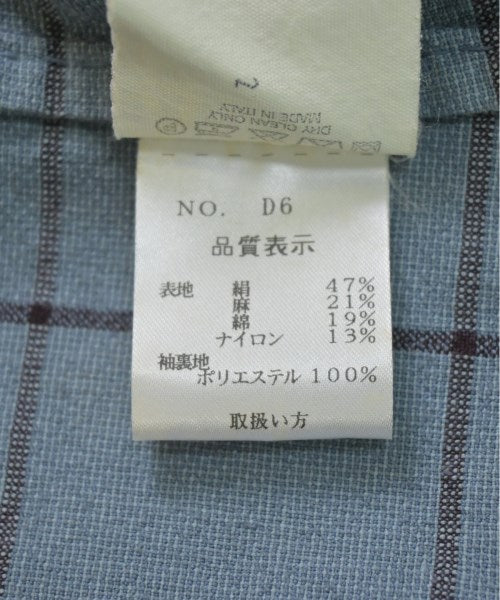 DRY CLEAN ONLY
MADE IN ITALY
NO. D6
品質表示
表地 絹 47%
麻 21%
綿 19%
ナイロン 13%
袖裏地
ポリエステル 100%
取扱い方